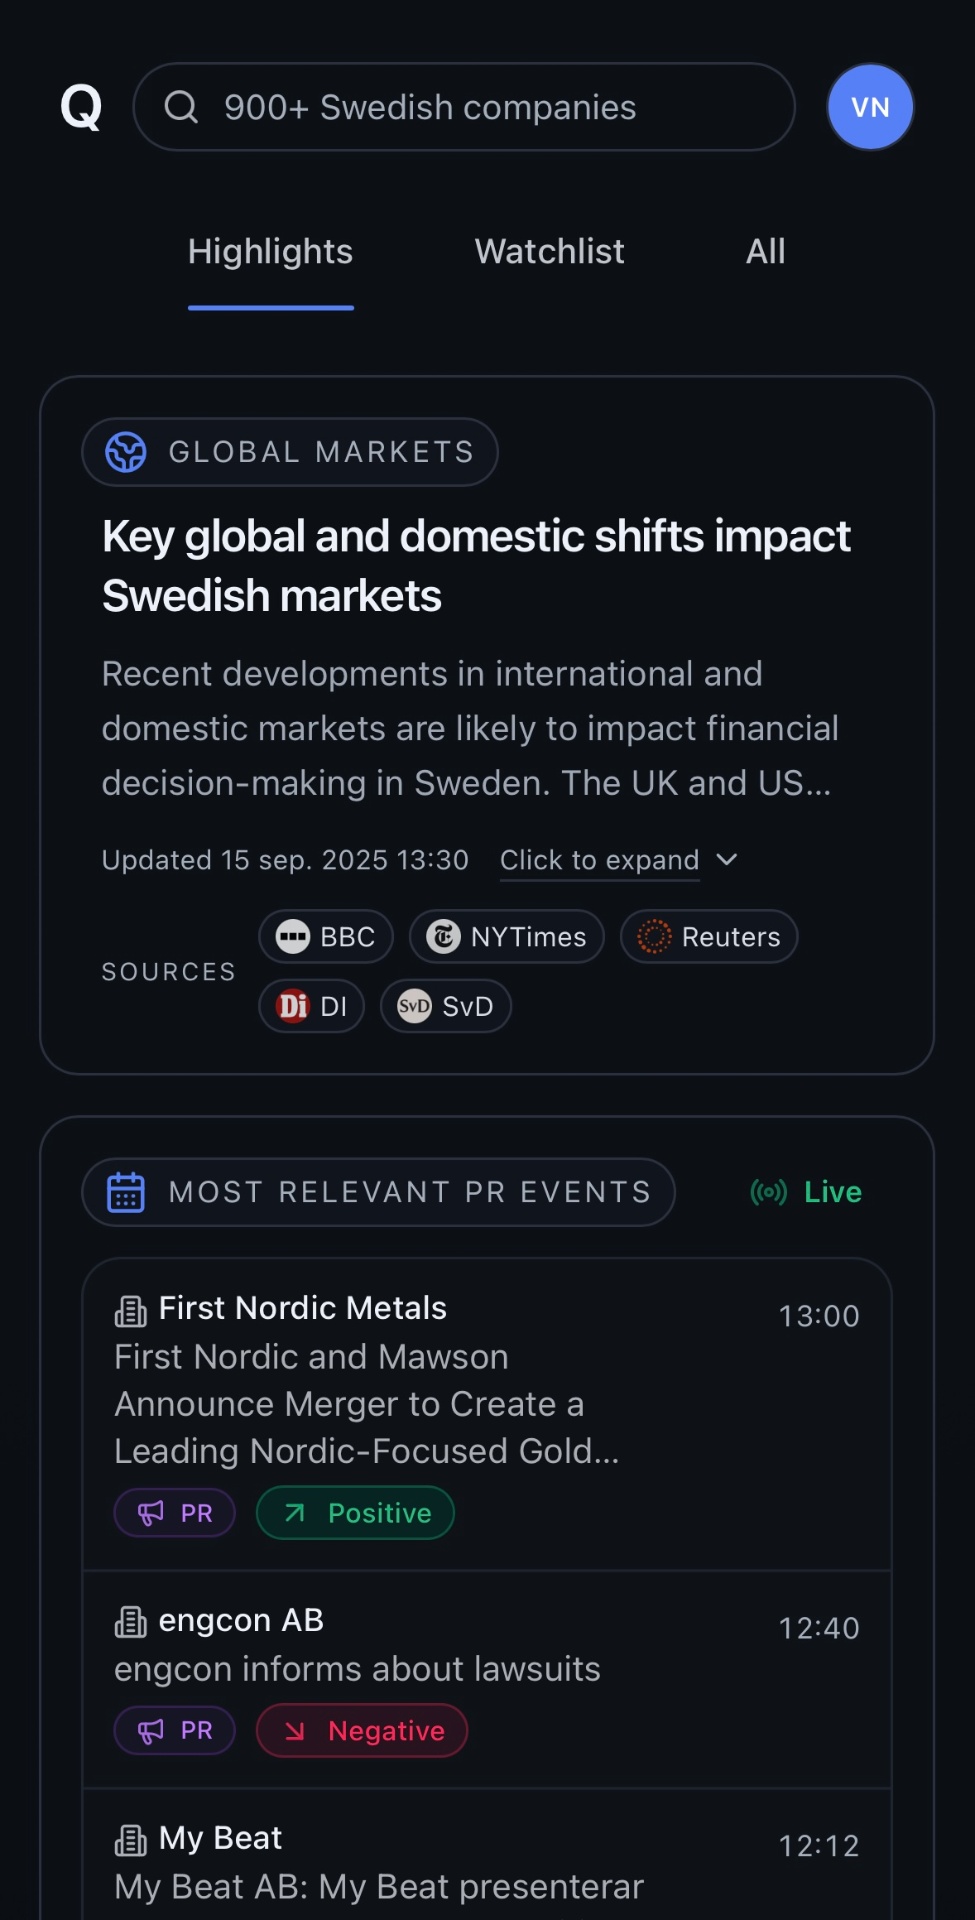 Q
900+ Swedish companies
VN
Highlights
Watchlist
All
GLOBAL MARKETS
Key global and domestic shifts impact
Swedish markets
Recent developments in international and
domestic markets are likely to impact financial
decision-making in Sweden. The UK and US...
Updated 15 sep. 2025 13:30 Click to expand
SOURCES
BBC
NYTimes
Reuters
Di DI
SvD SvD
MOST RELEVANT PR EVENTS
Live
First Nordic Metals
13:00
First Nordic and Mawson
Announce Merger to Create a
Leading Nordic-Focused Gold...
PR
Positive
engcon AB
12:40
engcon informs about lawsuits
PR
Negative
My Beat
12:12
My Beat AB: My Beat presenterar